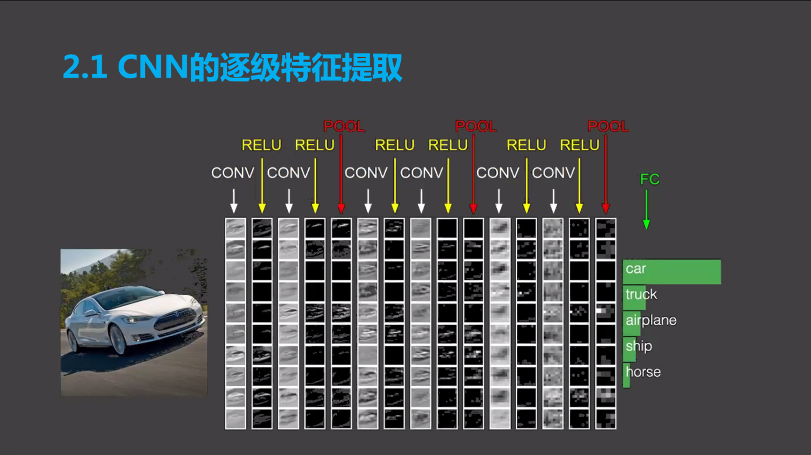 2.1 CNN的逐级特征提取
POOL POOL POOL
RELU RELU RELU RELU RELU RELU
CONV CONV CONV CONV CONV CONV
FC
car
truck
airplane
ship
horse